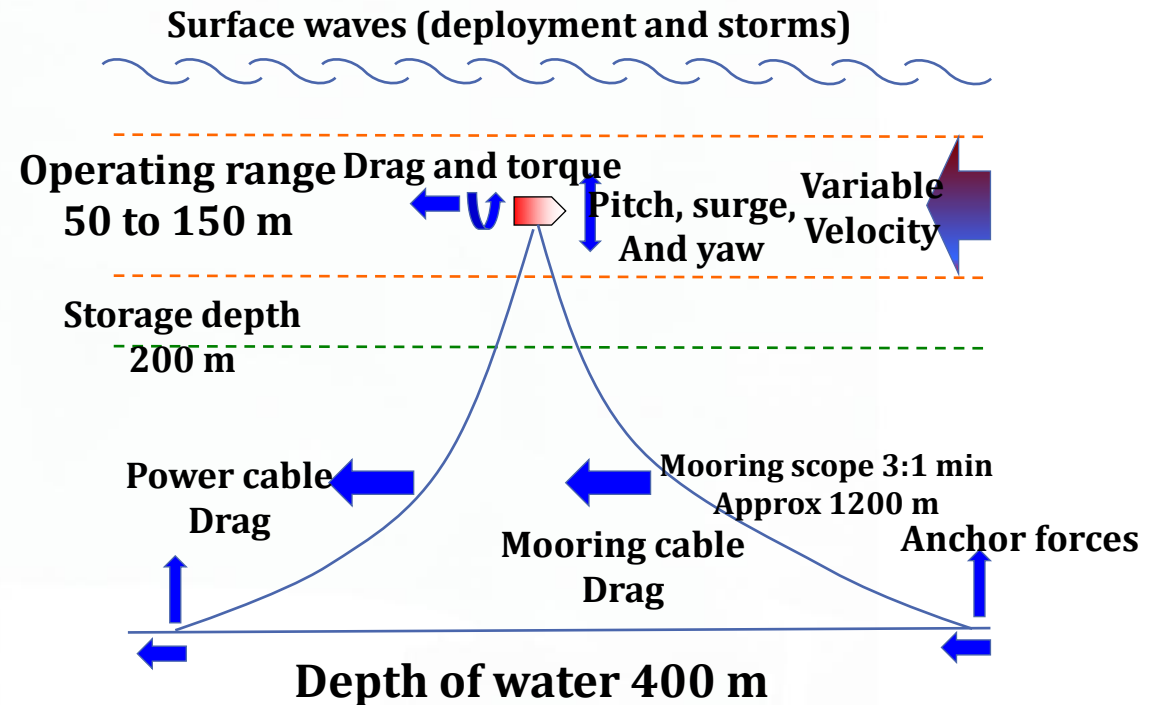 Surface waves (deployment and storms)
Operating range
50 to 150 m
Drag and torque
Pitch, surge,
And yaw
Variable
Velocity
Storage depth
200 m
Power cable
Drag
Mooring scope 3:1 min
Approx 1200 m
Mooring cable
Drag
Anchor forces
Depth of water 400 m